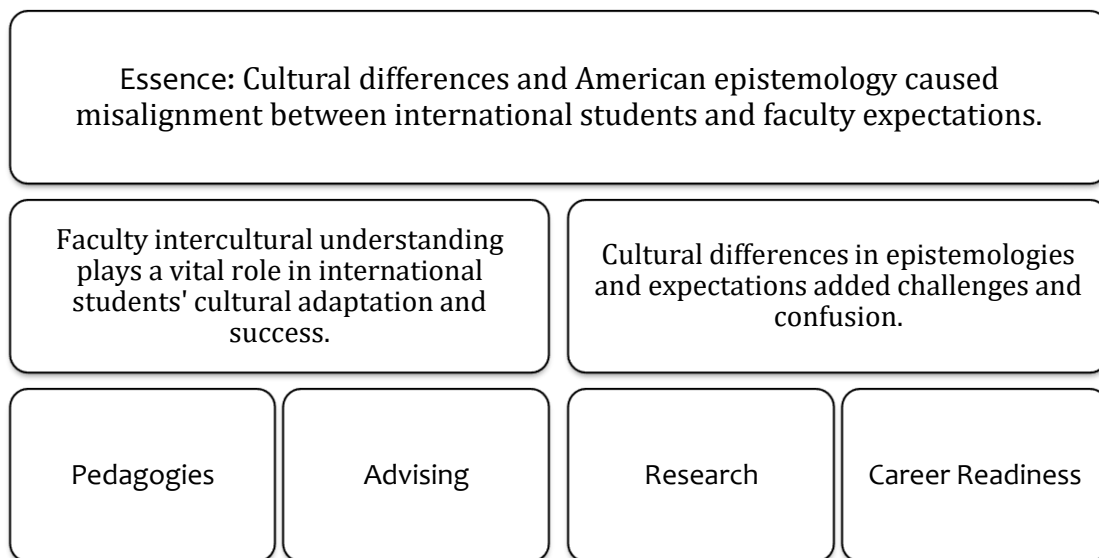 Essence: Cultural differences and American epistemology caused
misalignment between international students and faculty expectations.
Faculty intercultural understanding
plays a vital role in international
students' cultural adaptation and
success.
Cultural differences in epistemologies
and expectations added challenges and
confusion.
Pedagogies
Advising
Research
Career Readiness